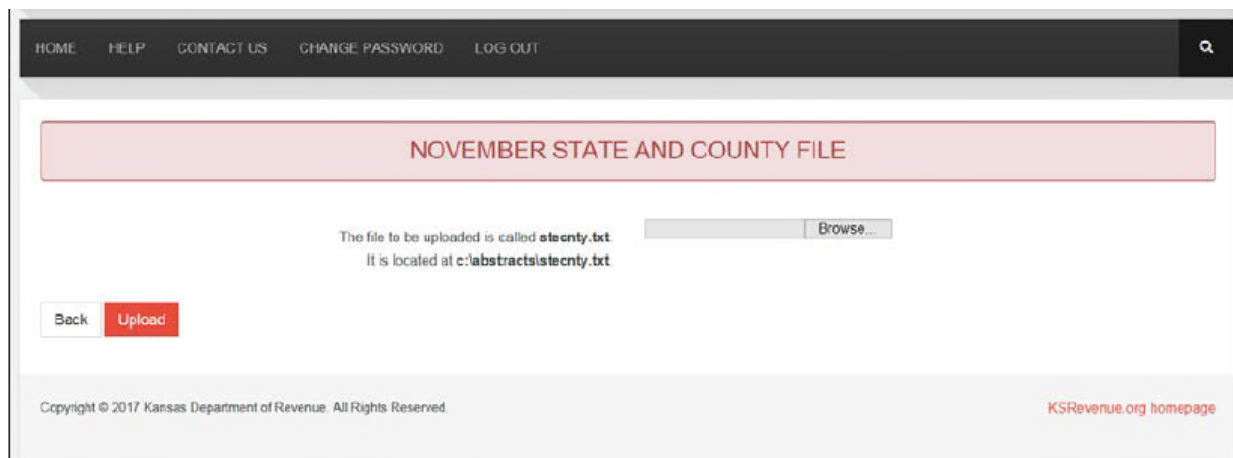 HOME HELP CONTACT US CHANGE PASSWORD LOG OUT
NOVEMBER STATE AND COUNTY FILE
The file to be uploaded is called stecnty.txt
Browse...
It is located at c:\abstracts\stecnty.txt
Back Upload
Copyright © 2017 Kansas Department of Revenue. All Rights Reserved.
KSRevenue.org homepage